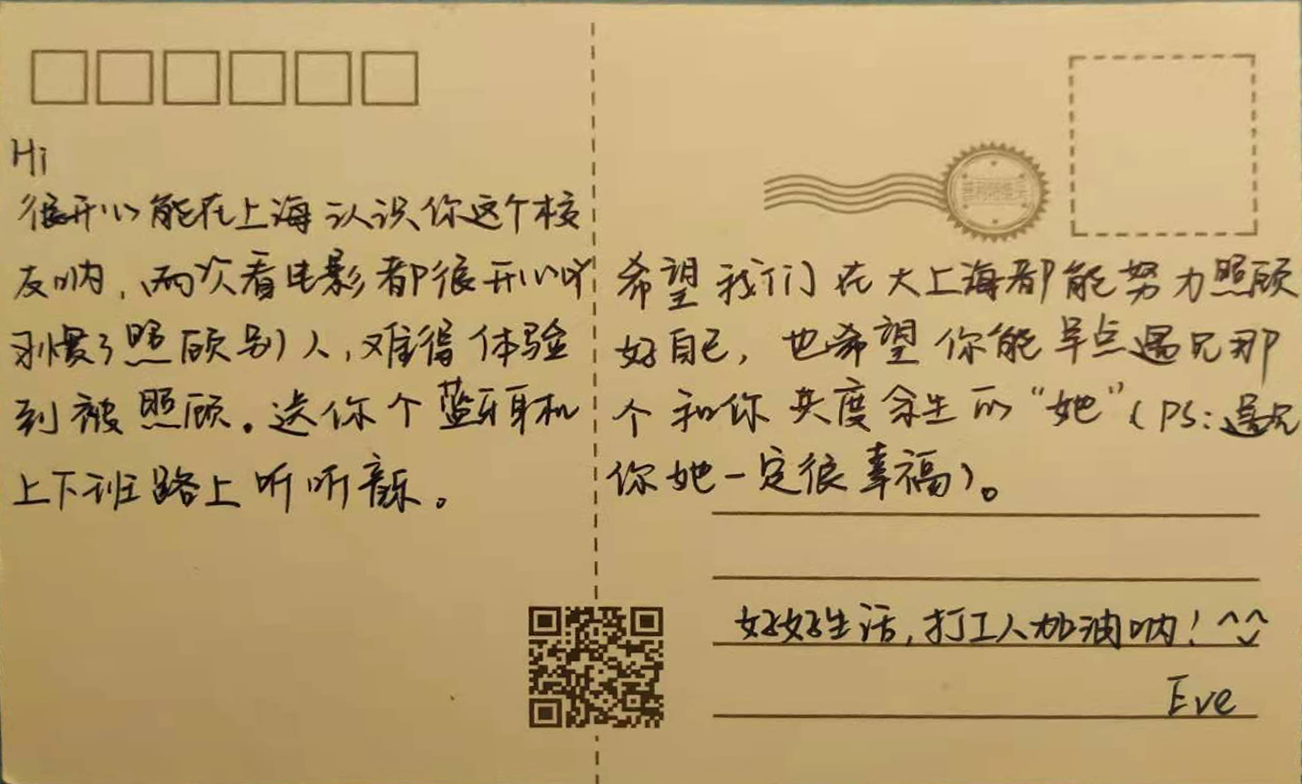 Hi
很开心能在上海认识你这个校
友呐,两次看电影都很开心吖
习惯了照顾别人,难得体验
到被照顾。送你个蓝牙耳机
上下班路上听听音乐。
希望我们在大上海都能努力照顾
好自己,也希望你能早点遇见那
个和你共度余生的“她”(PS:遇见
你她一定很幸福)。
好好生活,打工人加油呐!^^
Eve